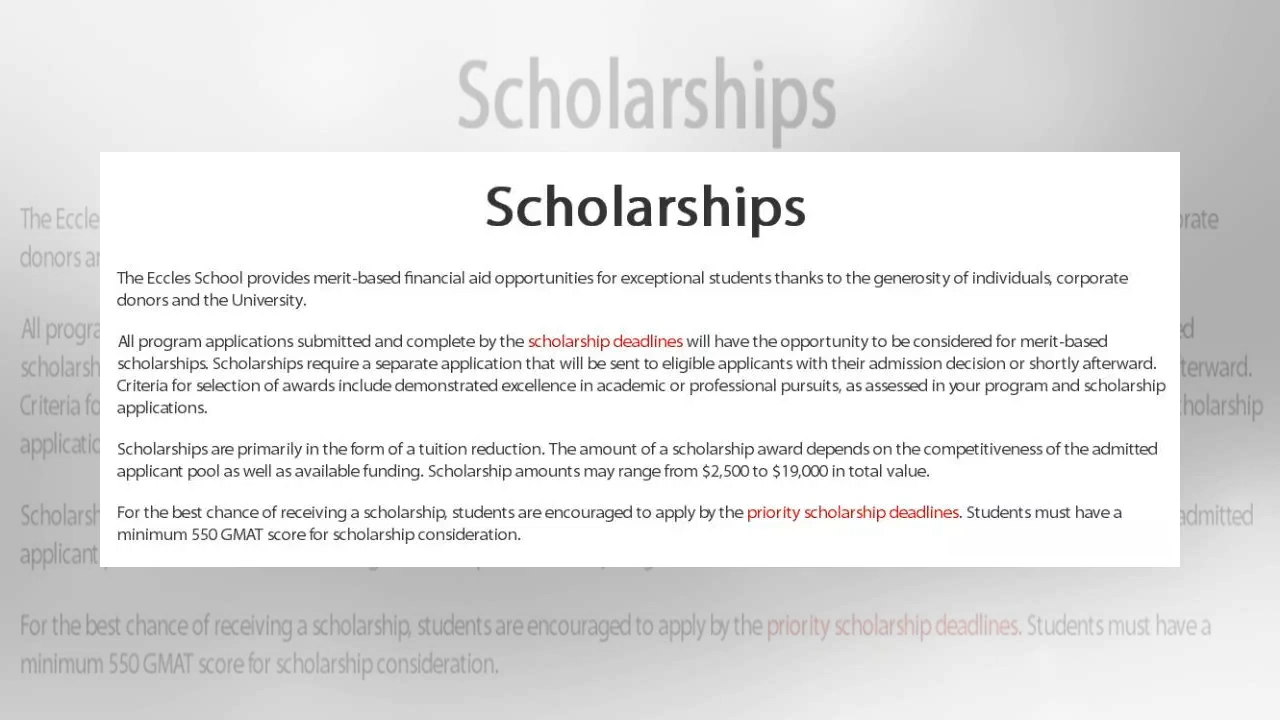 Scholarships
Scholarships
The Eccles School provides merit-based financial aid opportunities for exceptional students thanks to the generosity of individuals, corporate
donors and the University.
All program applications submitted and complete by the scholarship deadlines will have the opportunity to be considered for merit-based
scholarships. Scholarships require a separate application that will be sent to eligible applicants with their admission decision or shortly afterward.
Criteria for selection of awards include demonstrated excellence in academic or professional pursuits, as assessed in your program and scholarship
applications.
Scholarships are primarily in the form of a tuition reduction. The amount of a scholarship award depends on the competitiveness of the admitted
applicant pool as well as available funding. Scholarship amounts may range from $2,500 to $19,000 in total value.
For the best chance of receiving a scholarship, students are encouraged to apply by the priority scholarship deadlines. Students must have a
minimum 550 GMAT score for scholarship consideration.
For the best chance of receiving a scholarship, students are encouraged to apply by the priority scholarship deadlines. Students must have a
minimum 550 GMAT score for scholarship consideration.